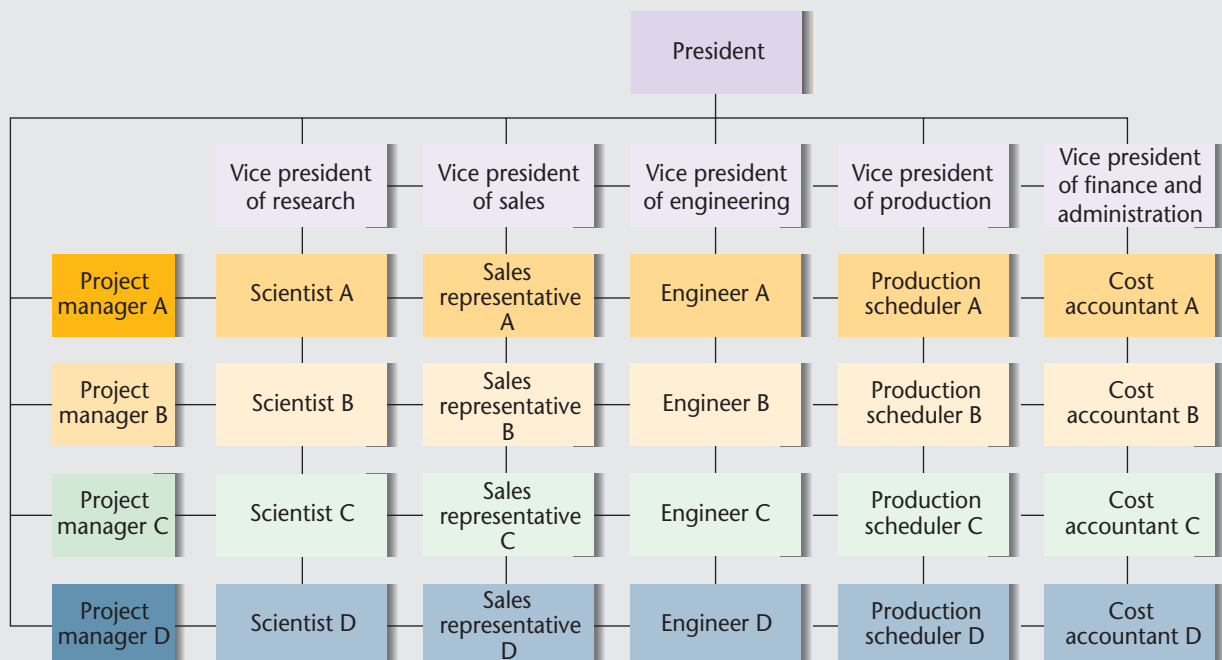 President
Vice president
of research
Vice president
of sales
Vice president
of engineering
Vice president
of production
Vice president
of finance and
administration
Project
manager A
Scientist A
Sales
representative
A
Engineer A
Production
scheduler A
Cost
accountant A
Project
manager B
Scientist B
Sales
representative
B
Engineer B
Production
scheduler B
Cost
accountant B
Project
manager C
Scientist C
Sales
representative
C
Engineer C
Production
scheduler C
Cost
accountant C
Project
manager D
Scientist D
Sales
representative
D
Engineer D
Production
scheduler D
Cost
accountant D